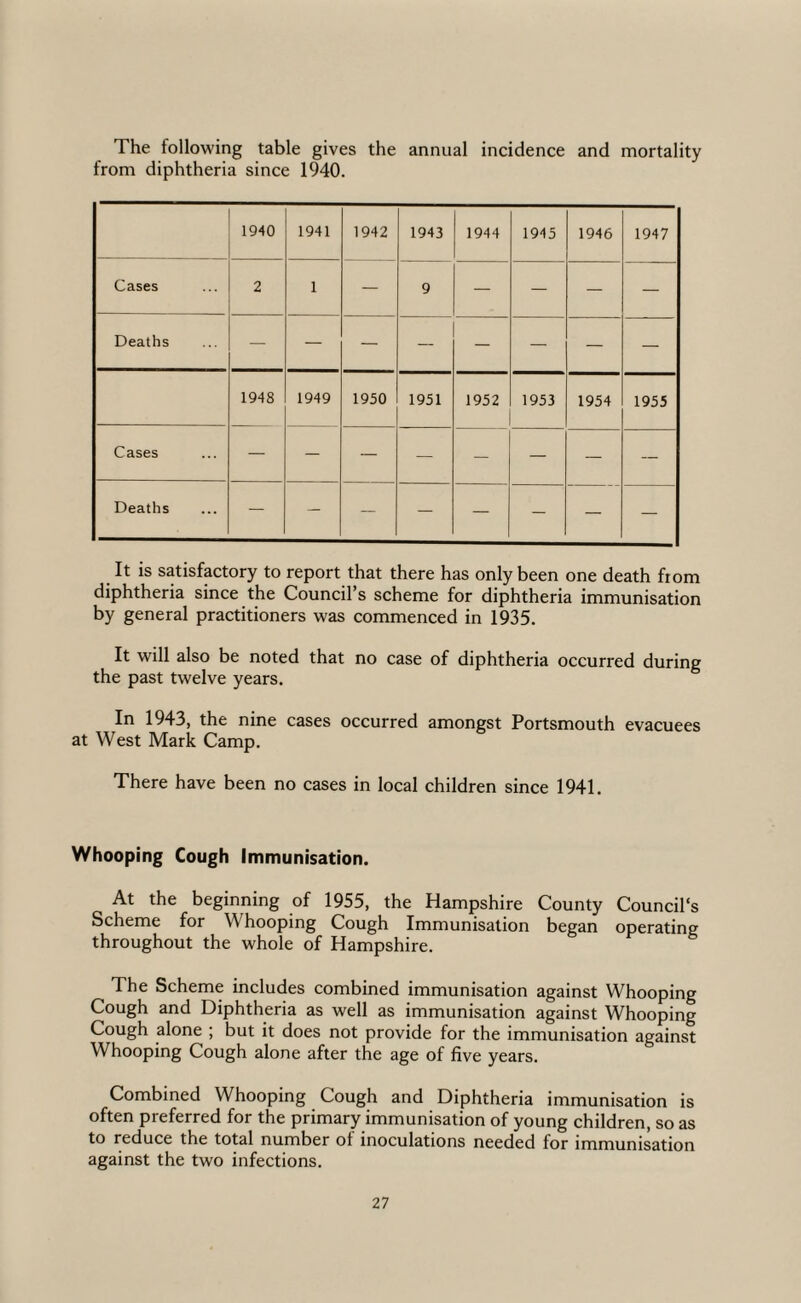 The following table gives the annual incidence and mortality
from diphtheria since 1940.
1940 1941 1942 1943 1944 1945 1946 1947
Cases ... 2 1 — 9 — — — —
Deaths ... — — — — — — — —
1948 1949 1950 1951 1952 1953 1954 1955
Cases ... — — — — — — — —
Deaths ... — — — — — — — —
It is satisfactory to report that there has only been one death from
diphtheria since the Council's scheme for diphtheria immunisation
by general practitioners was commenced in 1935.
It will also be noted that no case of diphtheria occurred during
the past twelve years.
In 1943, the nine cases occurred amongst Portsmouth evacuees
at West Mark Camp.
There have been no cases in local children since 1941.
Whooping Cough Immunisation.
At the beginning of 1955, the Hampshire County Council‘s
Scheme for Whooping Cough Immunisation began operating
throughout the whole of Hampshire.
The Scheme includes combined immunisation against Whooping
Cough and Diphtheria as well as immunisation against Whooping
Cough alone ; but it does not provide for the immunisation against
Whooping Cough alone after the age of five years.
Combined Whooping Cough and Diphtheria immunisation is
often preferred for the primary immunisation of young children, so as
to reduce the total number of inoculations needed for immunisation
against the two infections.
27